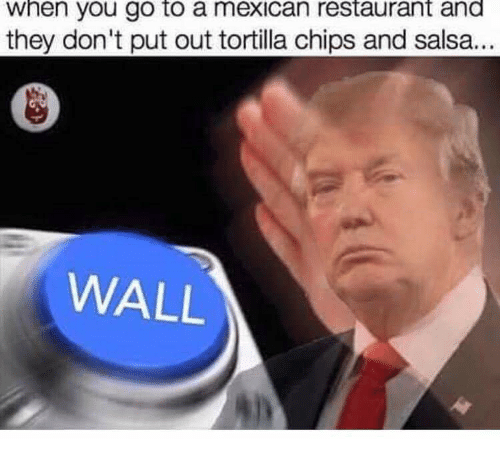 when you go to a mexican restaurant and
they don't put out tortilla chips and salsa...
WALL